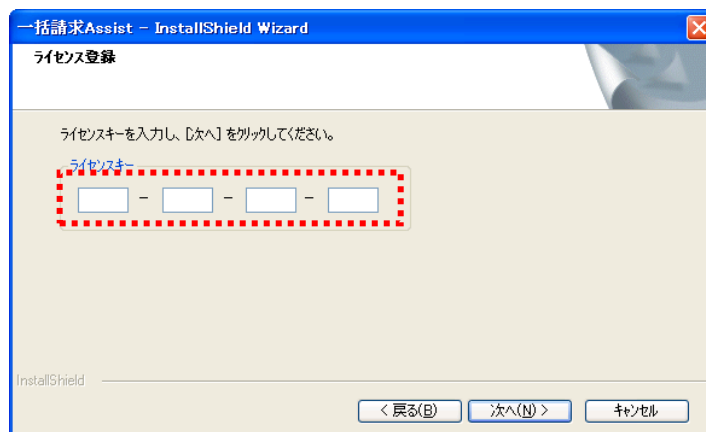 一括請求Assist - InstallShield Wizard
ライセンス登録
ライセンスキーを入力し、[次へ] をクリックしてください。
ライセンスキー
- - -
InstallShield
< 戻る(B) 次へ(N) > キャンセル